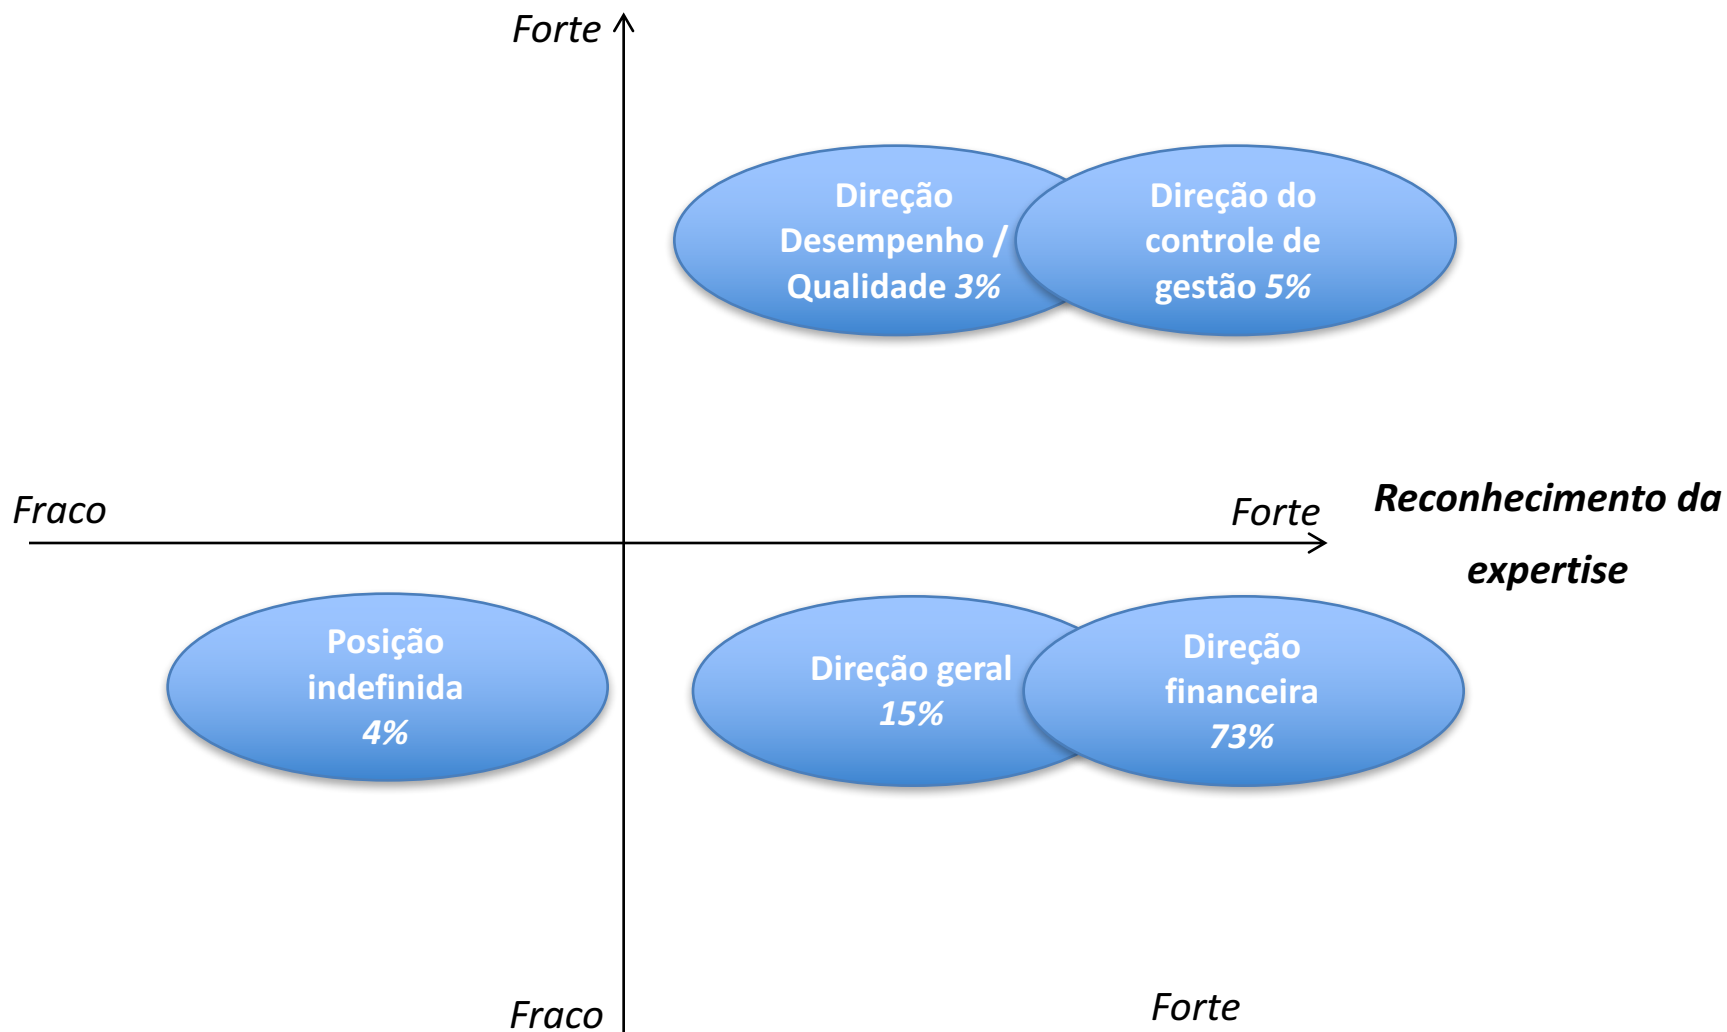 Forte
Direção
Desempenho /
Qualidade 3%
Direção do
controle de
gestão 5%
Fraco
Forte
Reconhecimento da
expertise
Posição
indefinida
4%
Direção geral
15%
Direção
financeira
73%
Fraco
Forte